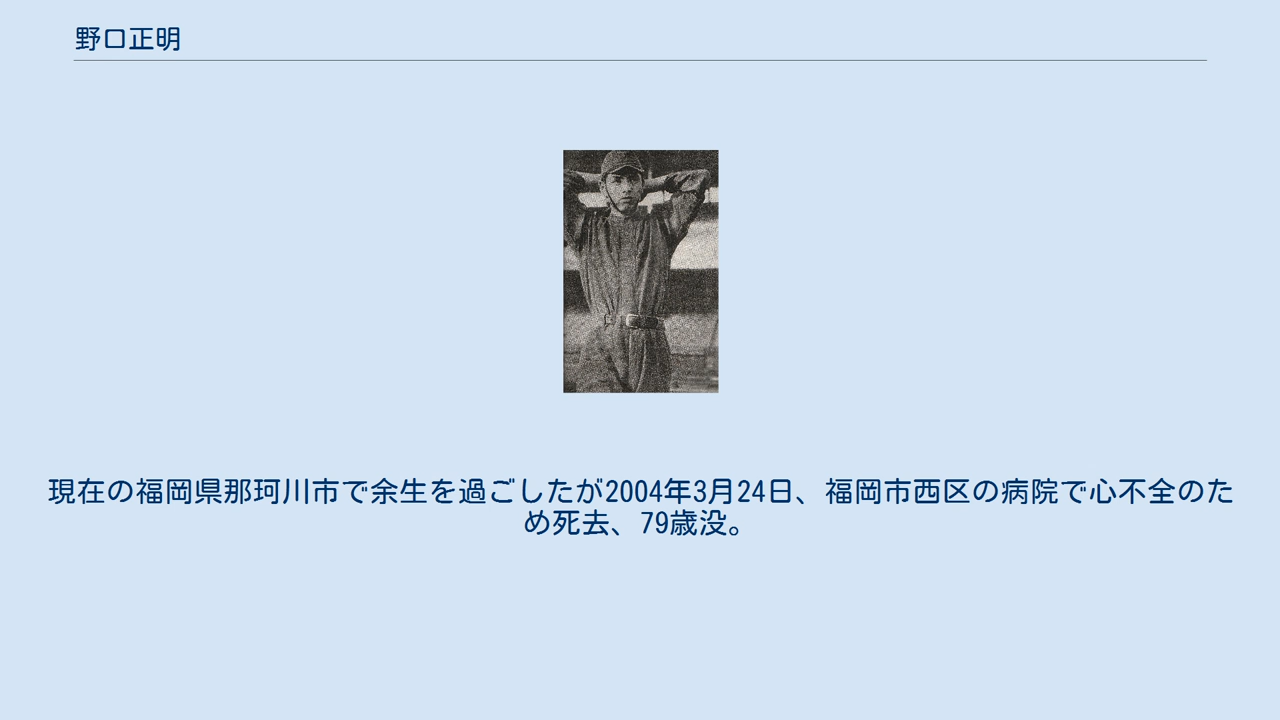 野口正明
現在の福岡県那珂川市で余生を過ごしたが2004年3月24日、福岡市西区の病院で心不全のた
め死去、79歳没。